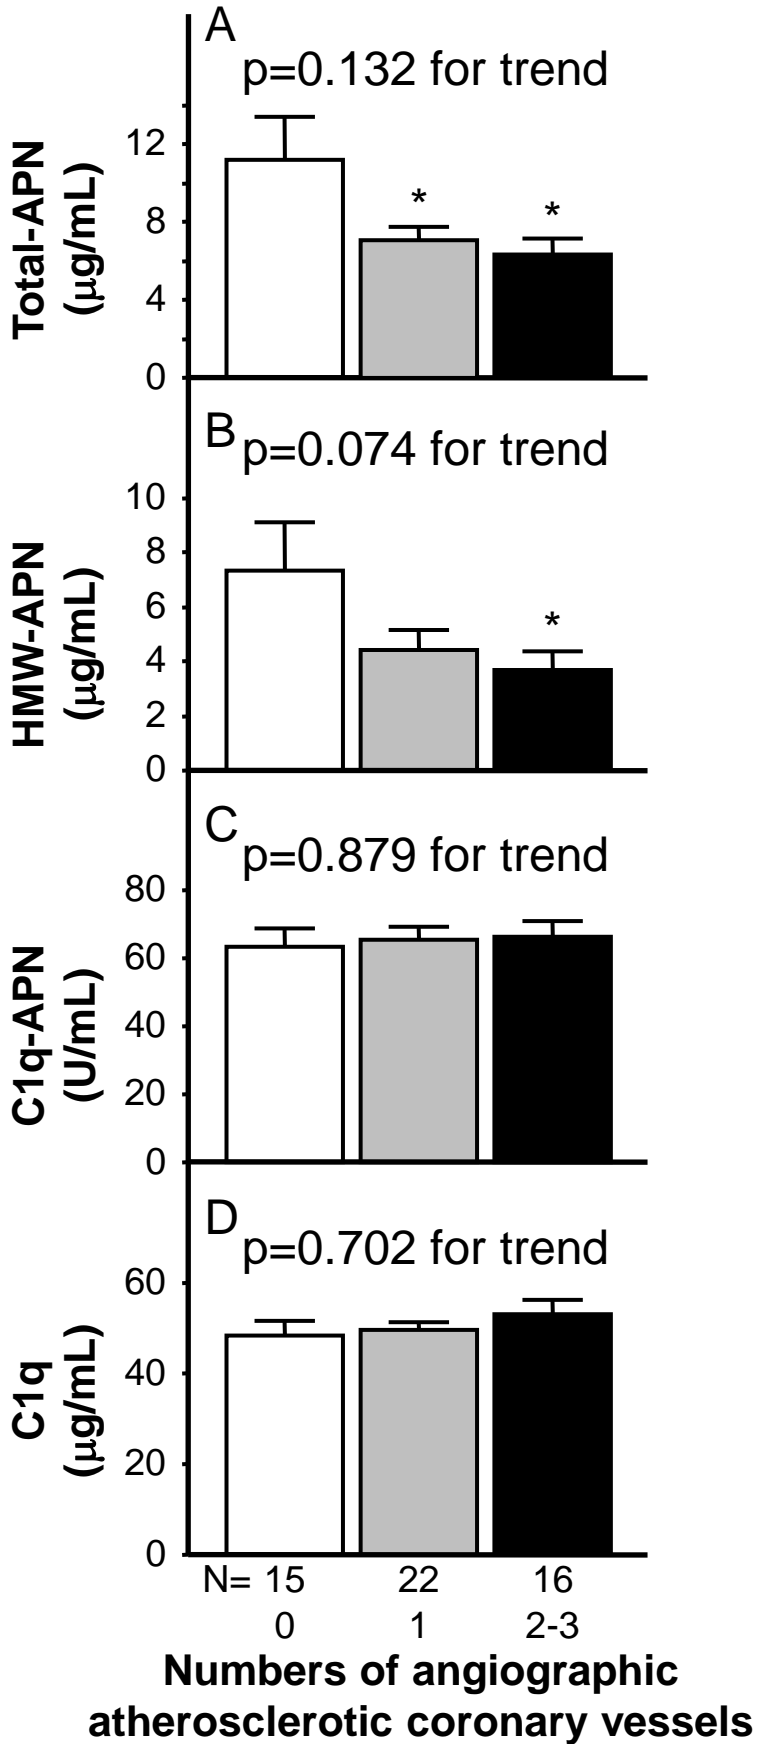 A
p=0.132 for trend
Total-APN
(μg/mL)
12
8
4
0
*
*
B
p=0.074 for trend
HMW-APN
(μg/mL)
10
8
6
4
2
0
*
C
p=0.879 for trend
C1q-APN
(U/mL)
80
60
40
20
0
D
p=0.702 for trend
C1q
(μg/mL)
60
40
20
0
N= 15 22 16
0 1 2-3
Numbers of angiographic
atherosclerotic coronary vessels